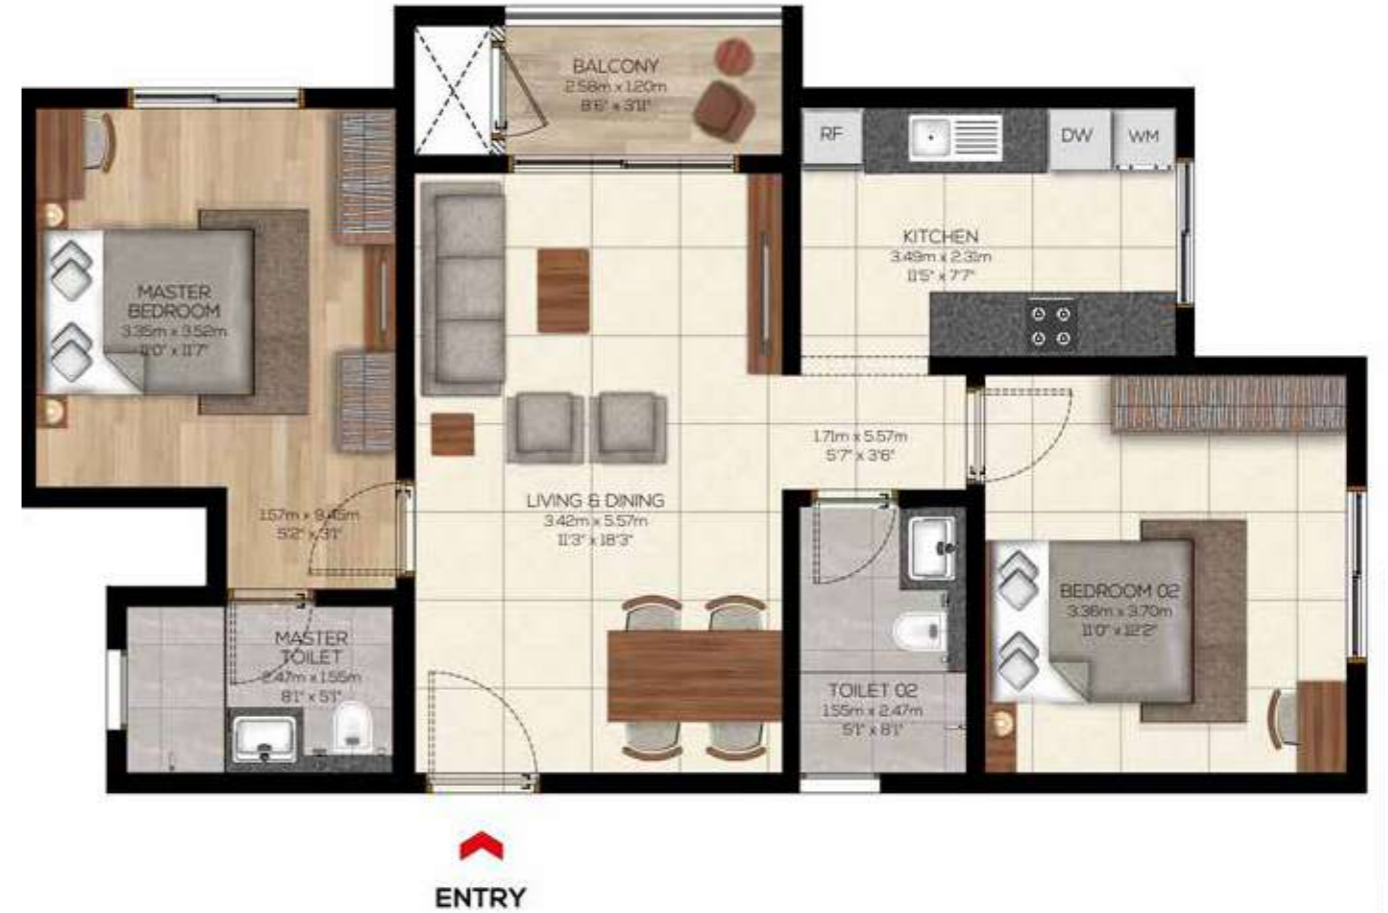 BALCONY
2.58m x 1.20m
8'6" x 3'11"
RF
DW
WM
KITCHEN
3.49m x 2.31m
11'5" x 7'7"
MASTER
BEDROOM
3.35m x 3.52m
11'0" x 11'7"
1.71m x 5.57m
5'7" x 3'6"
LIVING & DINING
3.42m x 5.57m
11'3" x 18'3"
1.57m x 9.45m
5'2" x 3'1"
BEDROOM 02
3.36m x 3.70m
11'0" x 12'2"
MASTER
TOILET
2.47m x 1.55m
8'1" x 5'1"
TOILET 02
1.55m x 2.47m
5'1" x 8'1"
ENTRY